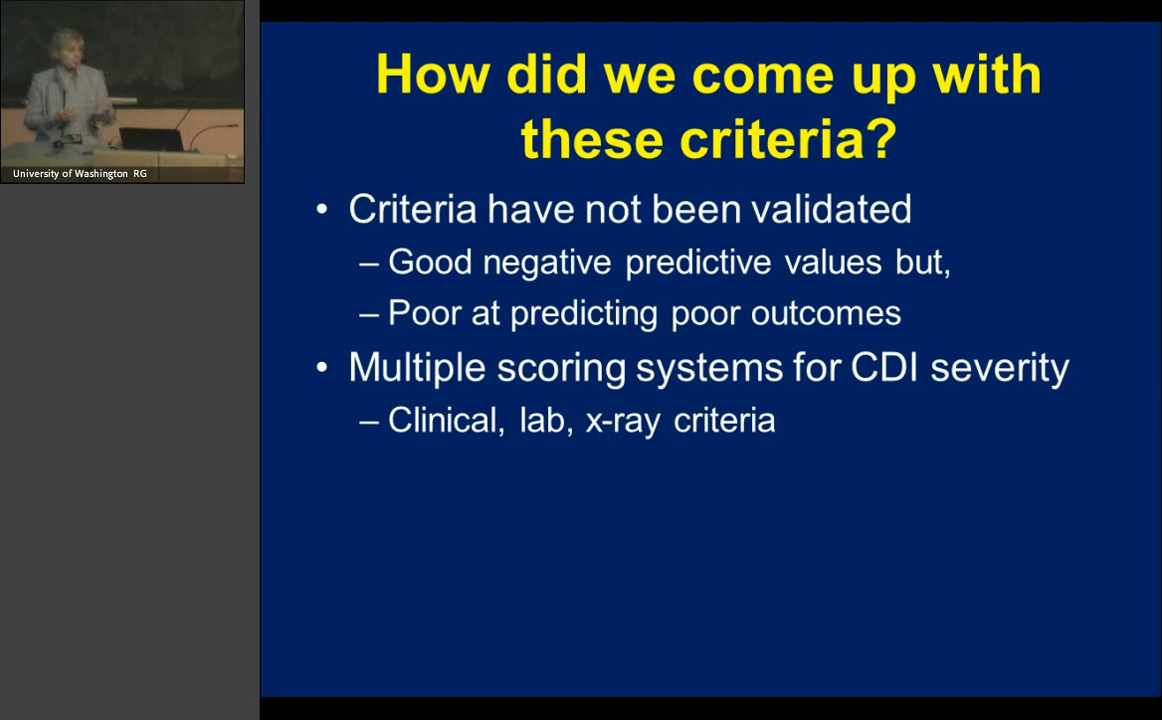 How did we come up with
these criteria?
• Criteria have not been validated
– Good negative predictive values but,
– Poor at predicting poor outcomes
• Multiple scoring systems for CDI severity
– Clinical, lab, x-ray criteria
University of Washington RG